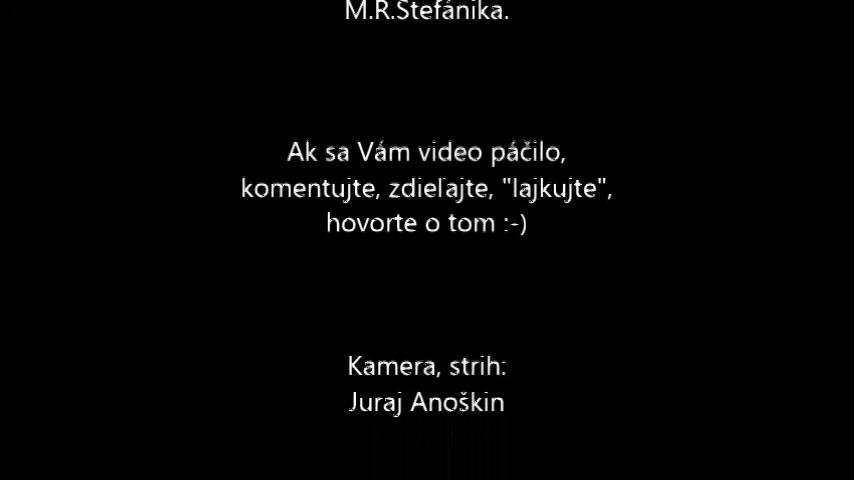 M.R.Štefánika.
Ak sa Vám video páčilo,
komentujte, zdieľajte, "lajkujte",
hovorte o tom :-)
Kamera, strih:
Juraj Anoškin